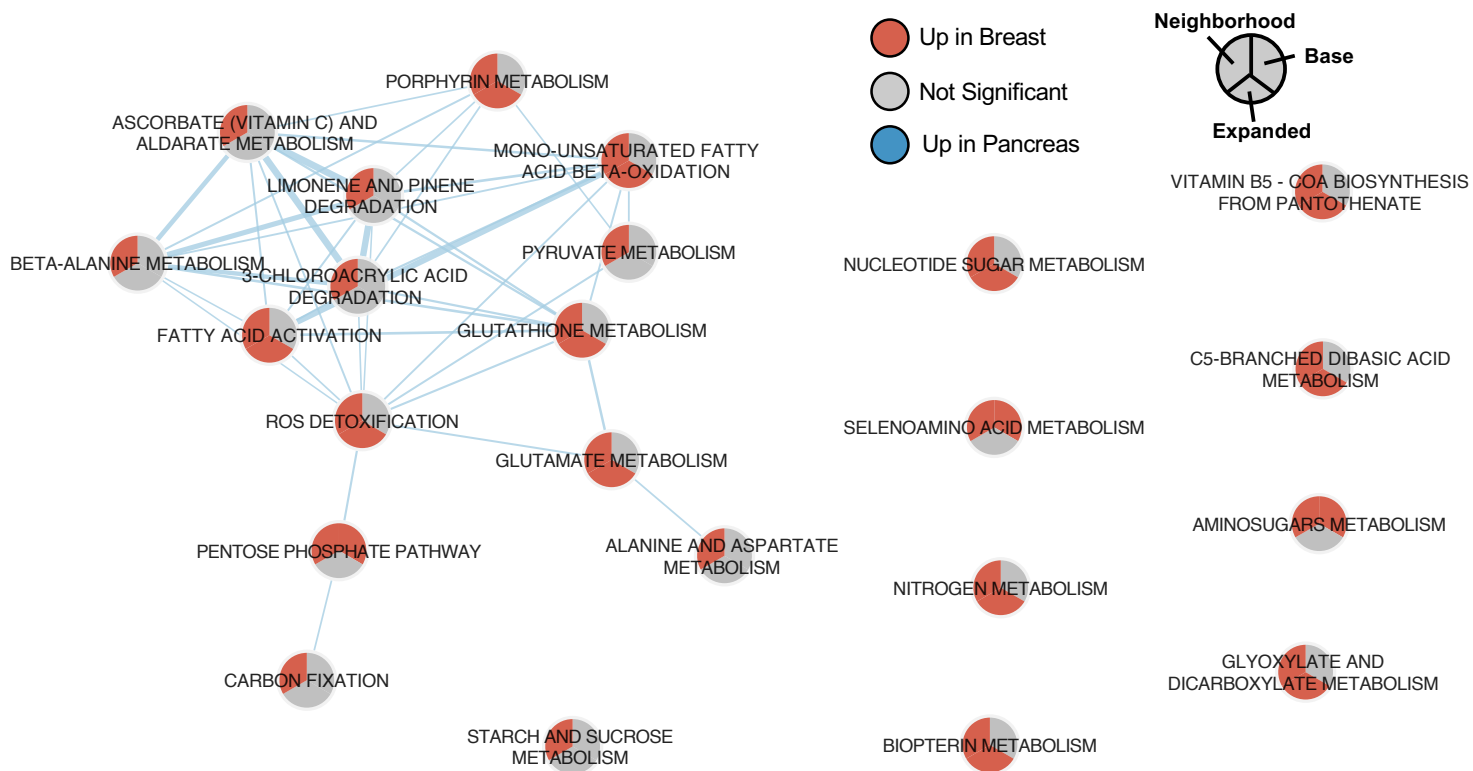 Neighborhood
Up in Breast
Base
Not Significant
Expanded
Up in Pancreas
PORPHYRIN METABOLISM
ASCORBATE (VITAMIN C) AND
ALDARATE METABOLISM
MONO-UNSATURATED FATTY
ACID BETA-OXIDATION
LIMONENE AND PINENE
DEGRADATION
VITAMIN B5 - COA BIOSYNTHESIS
FROM PANTOTHENATE
BETA-ALANINE METABOLISM
3-CHLOROACRYLIC ACID
DEGRADATION
PYRUVATE METABOLISM
NUCLEOTIDE SUGAR METABOLISM
FATTY ACID ACTIVATION
GLUTATHIONE METABOLISM
C5-BRANCHED DIBASIC ACID
METABOLISM
ROS DETOXIFICATION
SELENOAMINO ACID METABOLISM
GLUTAMATE METABOLISM
AMINOSUGARS METABOLISM
PENTOSE PHOSPHATE PATHWAY
ALANINE AND ASPARTATE
METABOLISM
NITROGEN METABOLISM
CARBON FIXATION
GLYOXYLATE AND
DICARBOXYLATE METABOLISM
STARCH AND SUCROSE
METABOLISM
BIOPTERIN METABOLISM